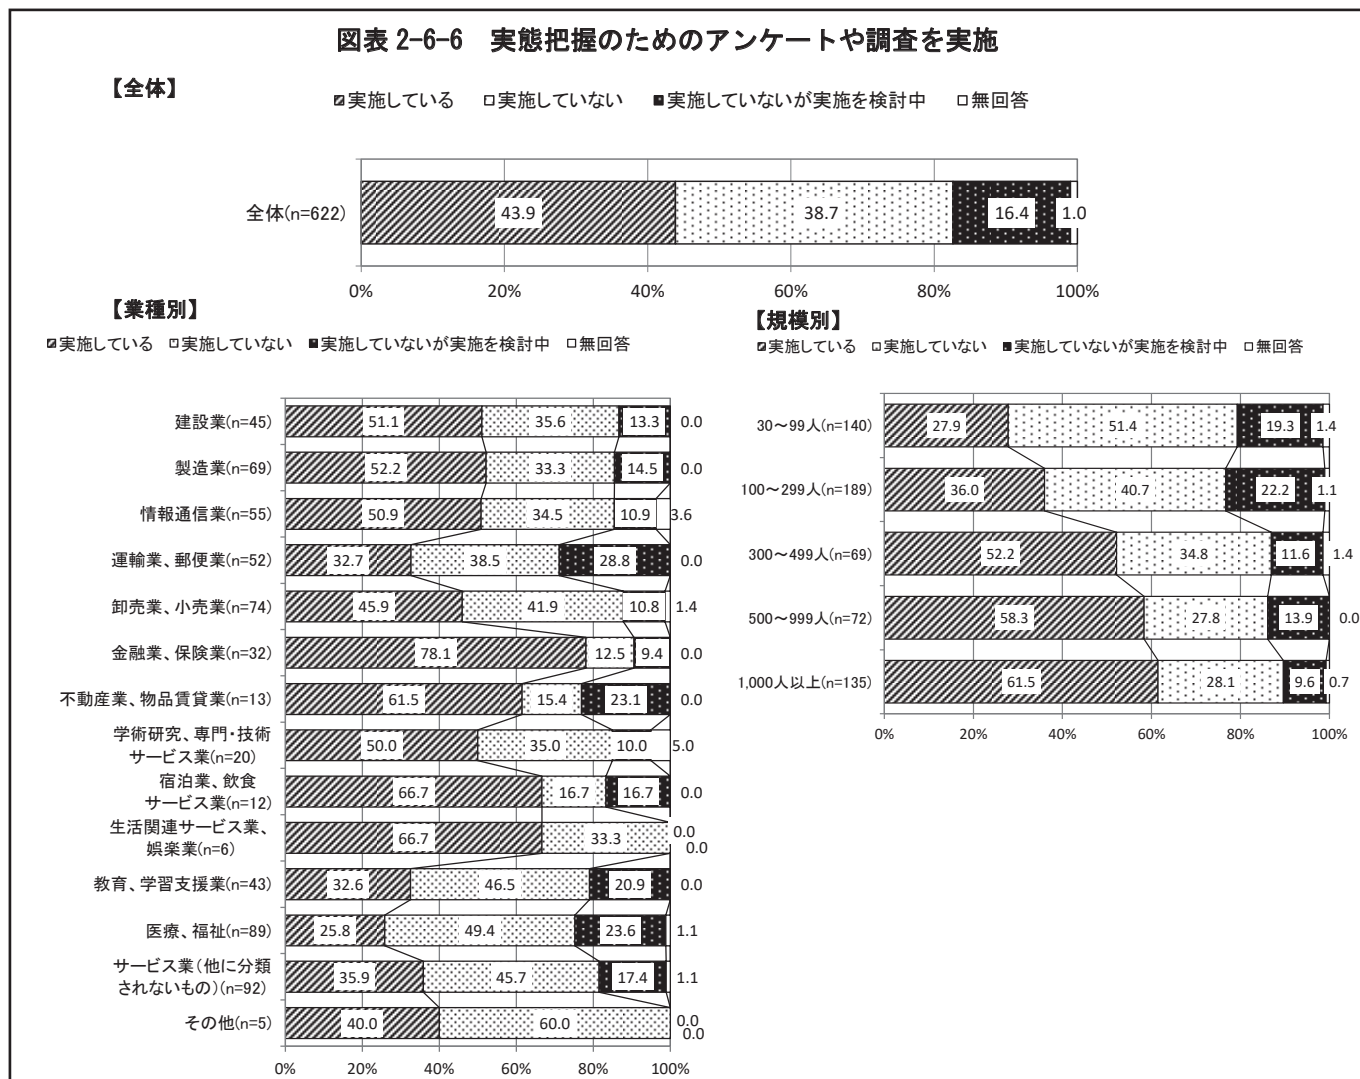 図表 2-6-6　実態把握のためのアンケートや調査を実施
【全体】
実施している 実施していない 実施していないが実施を検討中 無回答
全体(n=622) 43.9 38.7 16.4 1.0
0% 20% 40% 60% 80% 100%
【業種別】
実施している 実施していない 実施していないが実施を検討中 無回答
建設業(n=45) 51.1 35.6 13.3 0.0
製造業(n=69) 52.2 33.3 14.5 0.0
情報通信業(n=55) 50.9 34.5 10.9 3.6
運輸業、郵便業(n=52) 32.7 38.5 28.8 0.0
卸売業、小売業(n=74) 45.9 41.9 10.8 1.4
金融業、保険業(n=32) 78.1 12.5 9.4 0.0
不動産業、物品賃貸業(n=13) 61.5 15.4 23.1 0.0
学術研究、専門・技術
サービス業(n=20) 50.0 35.0 10.0 5.0
宿泊業、飲食
サービス業(n=12) 66.7 16.7 16.7 0.0
生活関連サービス業、
娯楽業(n=6) 66.7 33.3 0.0 0.0
教育、学習支援業(n=43) 32.6 46.5 20.9 0.0
医療、福祉(n=89) 25.8 49.4 23.6 1.1
サービス業(他に分類
されないもの)(n=92) 35.9 45.7 17.4 1.1
その他(n=5) 40.0 60.0 0.0 0.0
0% 20% 40% 60% 80% 100%
【規模別】
実施している 実施していない 実施していないが実施を検討中 無回答
30～99人(n=140) 27.9 51.4 19.3 1.4
100～299人(n=189) 36.0 40.7 22.2 1.1
300～499人(n=69) 52.2 34.8 11.6 1.4
500～999人(n=72) 58.3 27.8 13.9 0.0
1,000人以上(n=135) 61.5 28.1 9.6 0.7
0% 20% 40% 60% 80% 100%